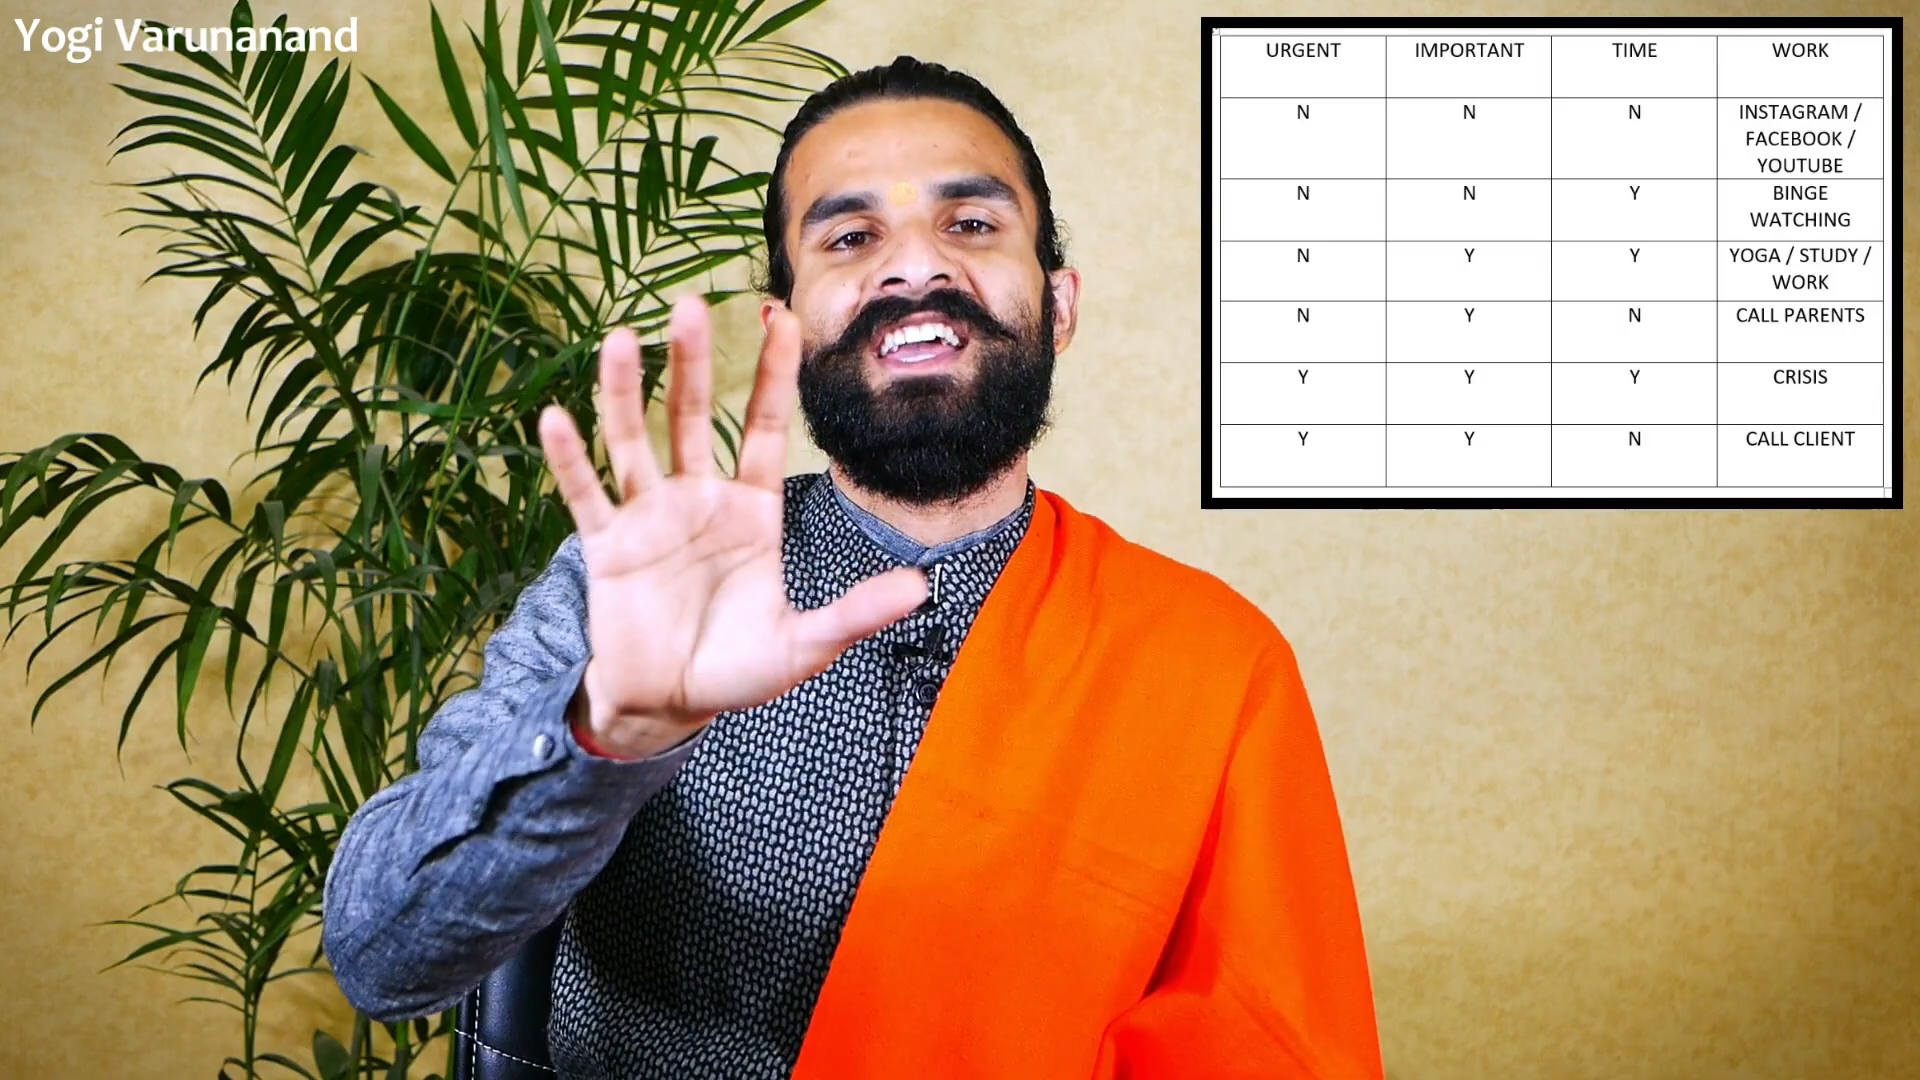 Yogi Varunanand
URGENT IMPORTANT TIME WORK
N N N INSTAGRAM /
FACEBOOK /
YOUTUBE
N N Y BINGE
WATCHING
N Y Y YOGA / STUDY /
WORK
N Y N CALL PARENTS
Y Y Y CRISIS
Y Y N CALL CLIENT